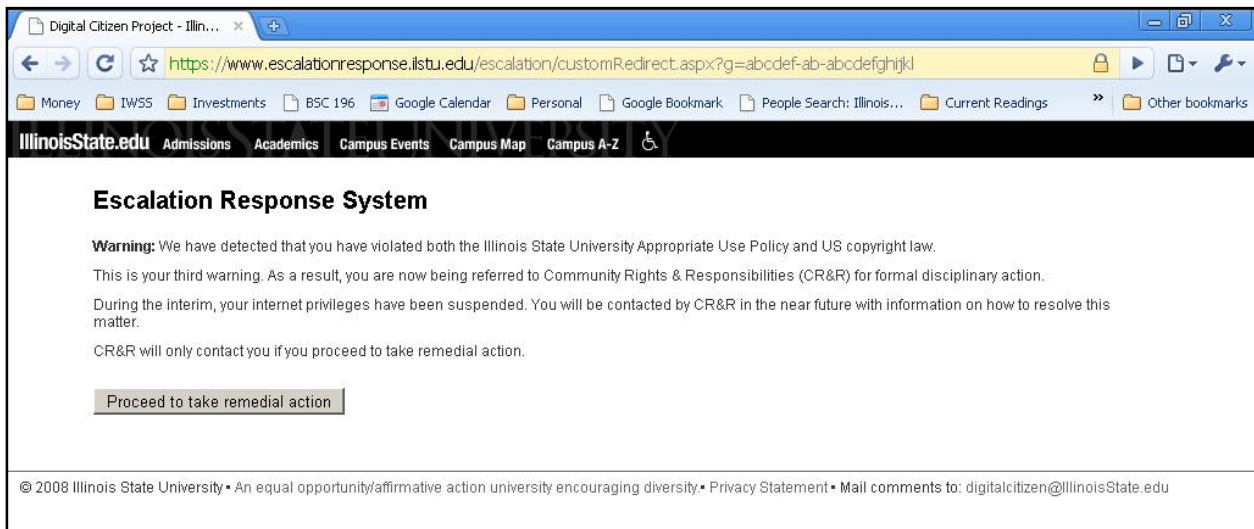 Digital Citizen Project - Illin...
https://www.escalationresponse.ilstu.edu/escalation/customRedirect.aspx?g=abcdef-ab-abcdefghijkl
Money IWSS Investments BSC 196 Google Calendar Personal Google Bookmark People Search: Illinois... Current Readings » Other bookmarks
ILLINOIS STATE UNIVERSITY
IllinoisState.edu Admissions Academics Campus Events Campus Map Campus A-Z
Escalation Response System
Warning: We have detected that you have violated both the Illinois State University Appropriate Use Policy and US copyright law.
This is your third warning. As a result, you are now being referred to Community Rights & Responsibilities (CR&R) for formal disciplinary action.
During the interim, your internet privileges have been suspended. You will be contacted by CR&R in the near future with information on how to resolve this
matter.
CR&R will only contact you if you proceed to take remedial action.
Proceed to take remedial action
© 2008 Illinois State University • An equal opportunity/affirmative action university encouraging diversity.• Privacy Statement • Mail comments to: digitalcitizen@IllinoisState.edu